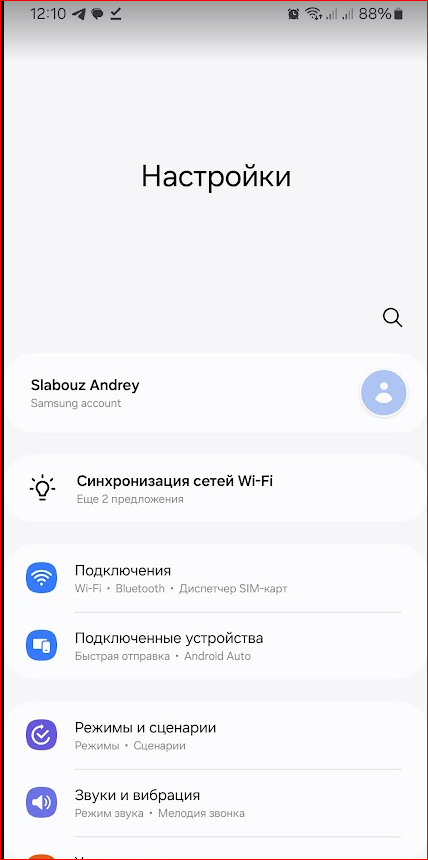 12:10 88%
Настройки
Slabouz Andrey
Samsung account
Синхронизация сетей Wi-Fi
Еще 2 предложения
Подключения
Wi-Fi • Bluetooth • Диспетчер SIM-карт
Подключенные устройства
Быстрая отправка • Android Auto
Режимы и сценарии
Режимы • Сценарии
Звуки и вибрация
Режим звука • Мелодия звонка